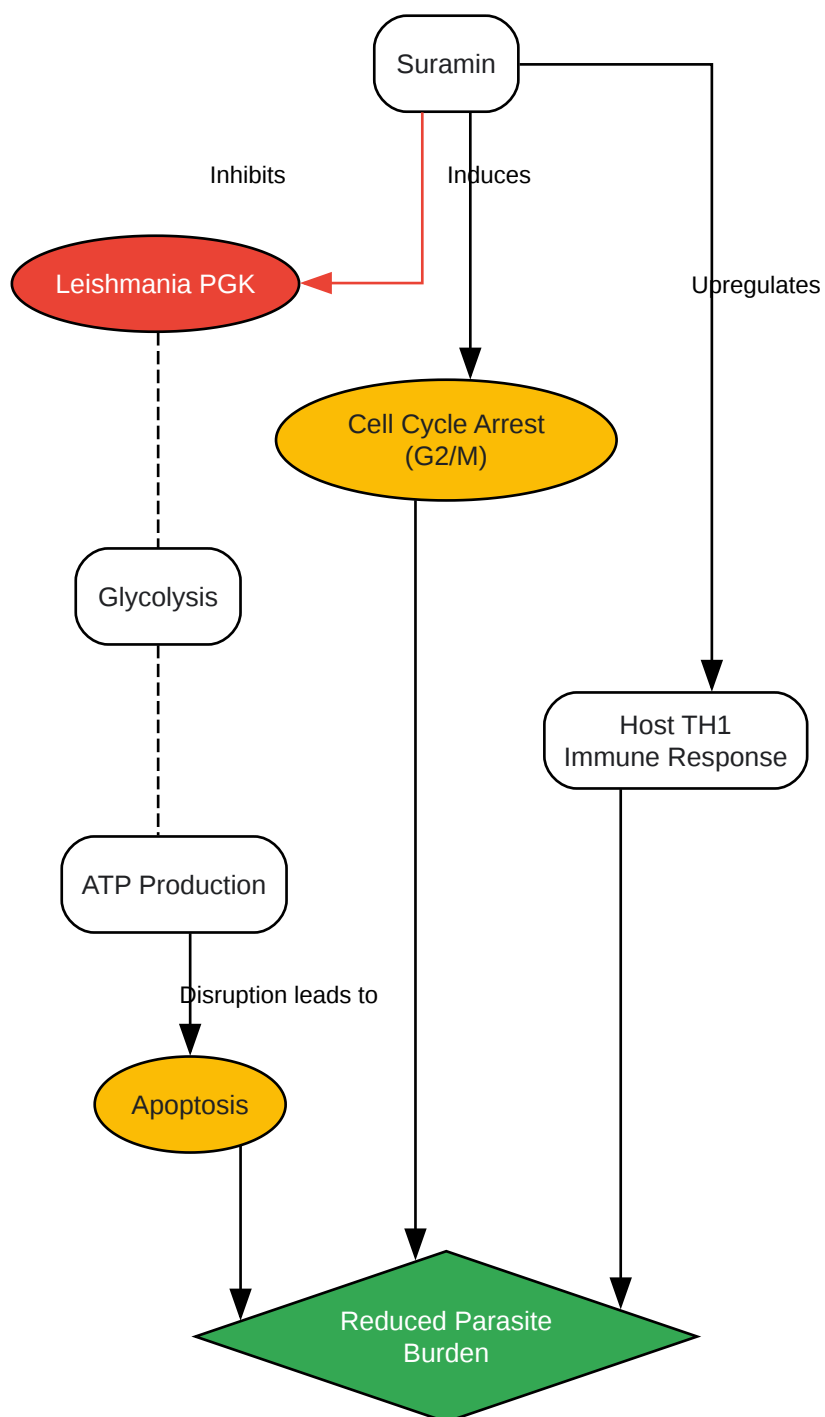 Suramin
Inhibits
Induces
Leishmania PGK
Upregulates
Cell Cycle Arrest
(G2/M)
Glycolysis
Host TH1
Immune Response
ATP Production
Disruption leads to
Apoptosis
Reduced Parasite
Burden